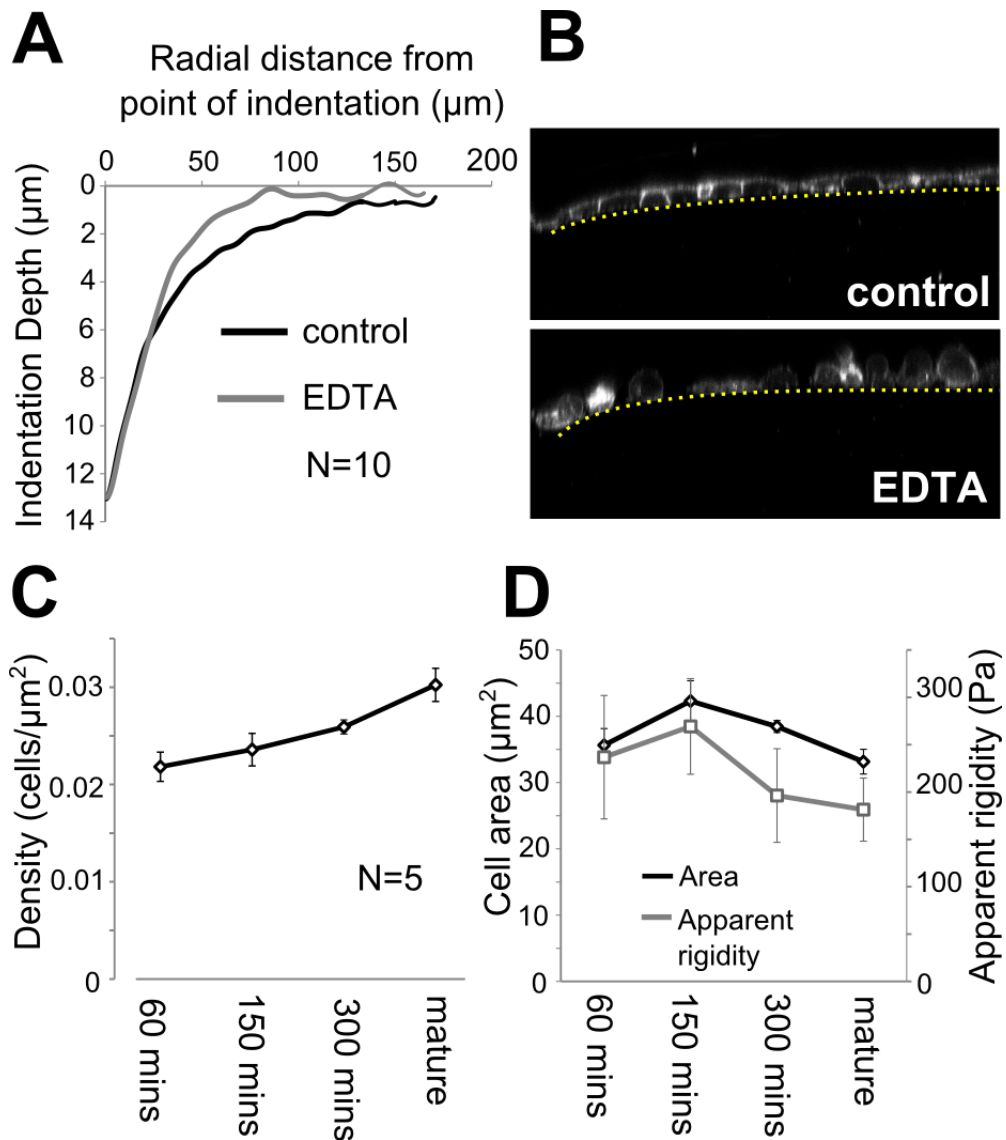 A
Radial distance from
point of indentation (µm)
0 50 100 150 200
Indentation Depth (µm)
0
2
4
6
8
10
12
14
control
EDTA
N=10
B
control
EDTA
C
Density (cells/µm²)
0.03
0.02
0.01
0
N=5
60 mins
150 mins
300 mins
mature
D
Cell area (µm²)
50
40
30
20
10
0
Area
Apparent
rigidity
300
200
100
0
Apparent rigidity (Pa)
60 mins
150 mins
300 mins
mature